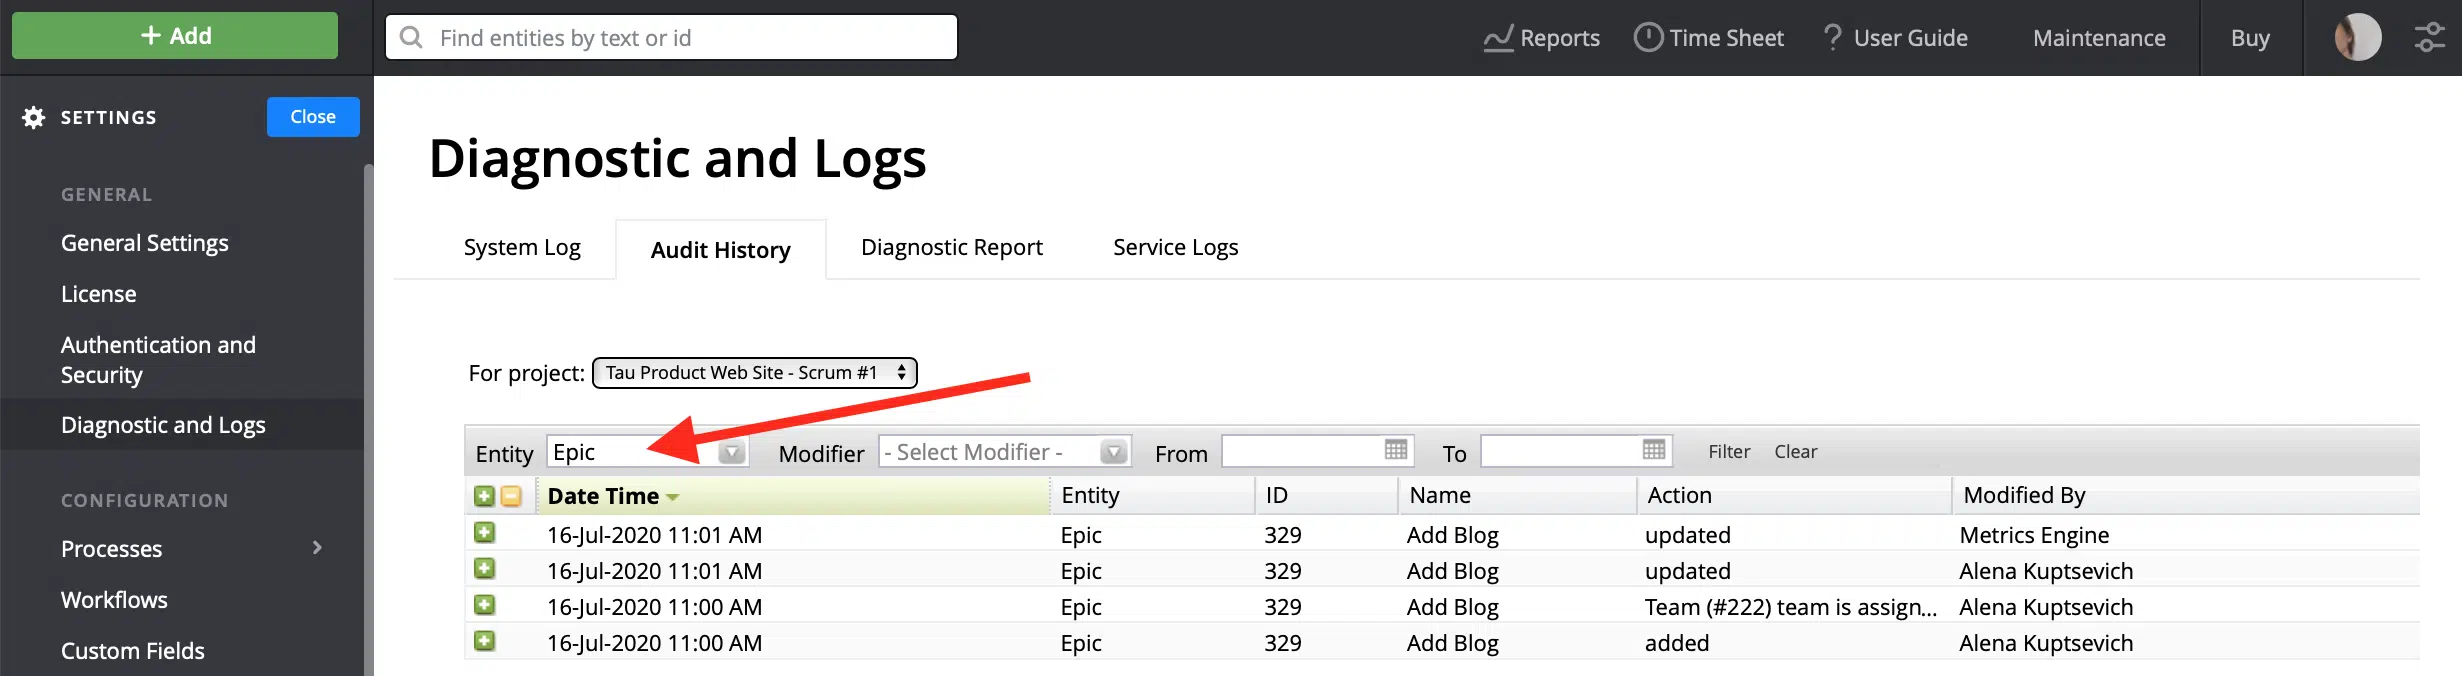 + Add
Find entities by text or id
Reports
Time Sheet
? User Guide
Maintenance
Buy
SETTINGS
Close
GENERAL
General Settings
License
Authentication and
Security
Diagnostic and Logs
CONFIGURATION
Processes
Workflows
Custom Fields
Diagnostic and Logs
System Log
Audit History
Diagnostic Report
Service Logs
For project: Tau Product Web Site - Scrum #1
Entity Epic Modifier - Select Modifier - From To Filter Clear
Date Time Entity ID Name Action Modified By
16-Jul-2020 11:01 AM Epic 329 Add Blog updated Metrics Engine
16-Jul-2020 11:01 AM Epic 329 Add Blog updated Alena Kuptsevich
16-Jul-2020 11:00 AM Epic 329 Add Blog Team (#222) team is assign... Alena Kuptsevich
16-Jul-2020 11:00 AM Epic 329 Add Blog added Alena Kuptsevich